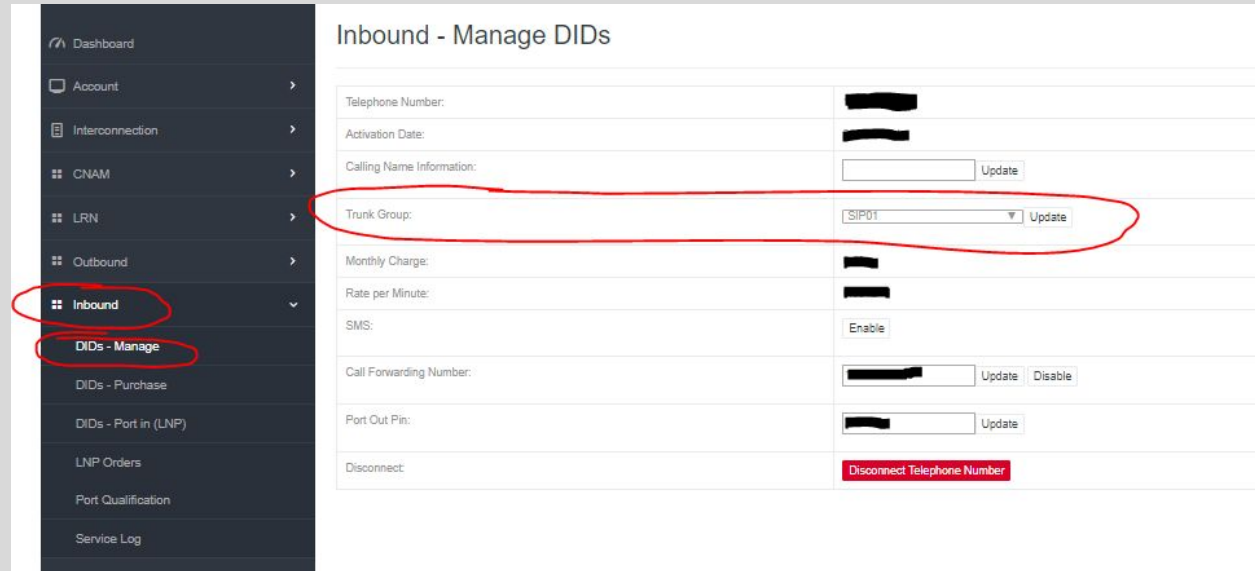 Dashboard
Account
Interconnection
CNAM
LRN
Outbound
Inbound
DIDs - Manage
DIDs - Purchase
DIDs - Port in (LNP)
LNP Orders
Port Qualification
Service Log
Inbound - Manage DIDs
Telephone Number:
Activation Date:
Calling Name Information: Update
Trunk Group: SIP01 Update
Monthly Charge:
Rate per Minute:
SMS: Enable
Call Forwarding Number: Update Disable
Port Out Pin: Update
Disconnect: Disconnect Telephone Number